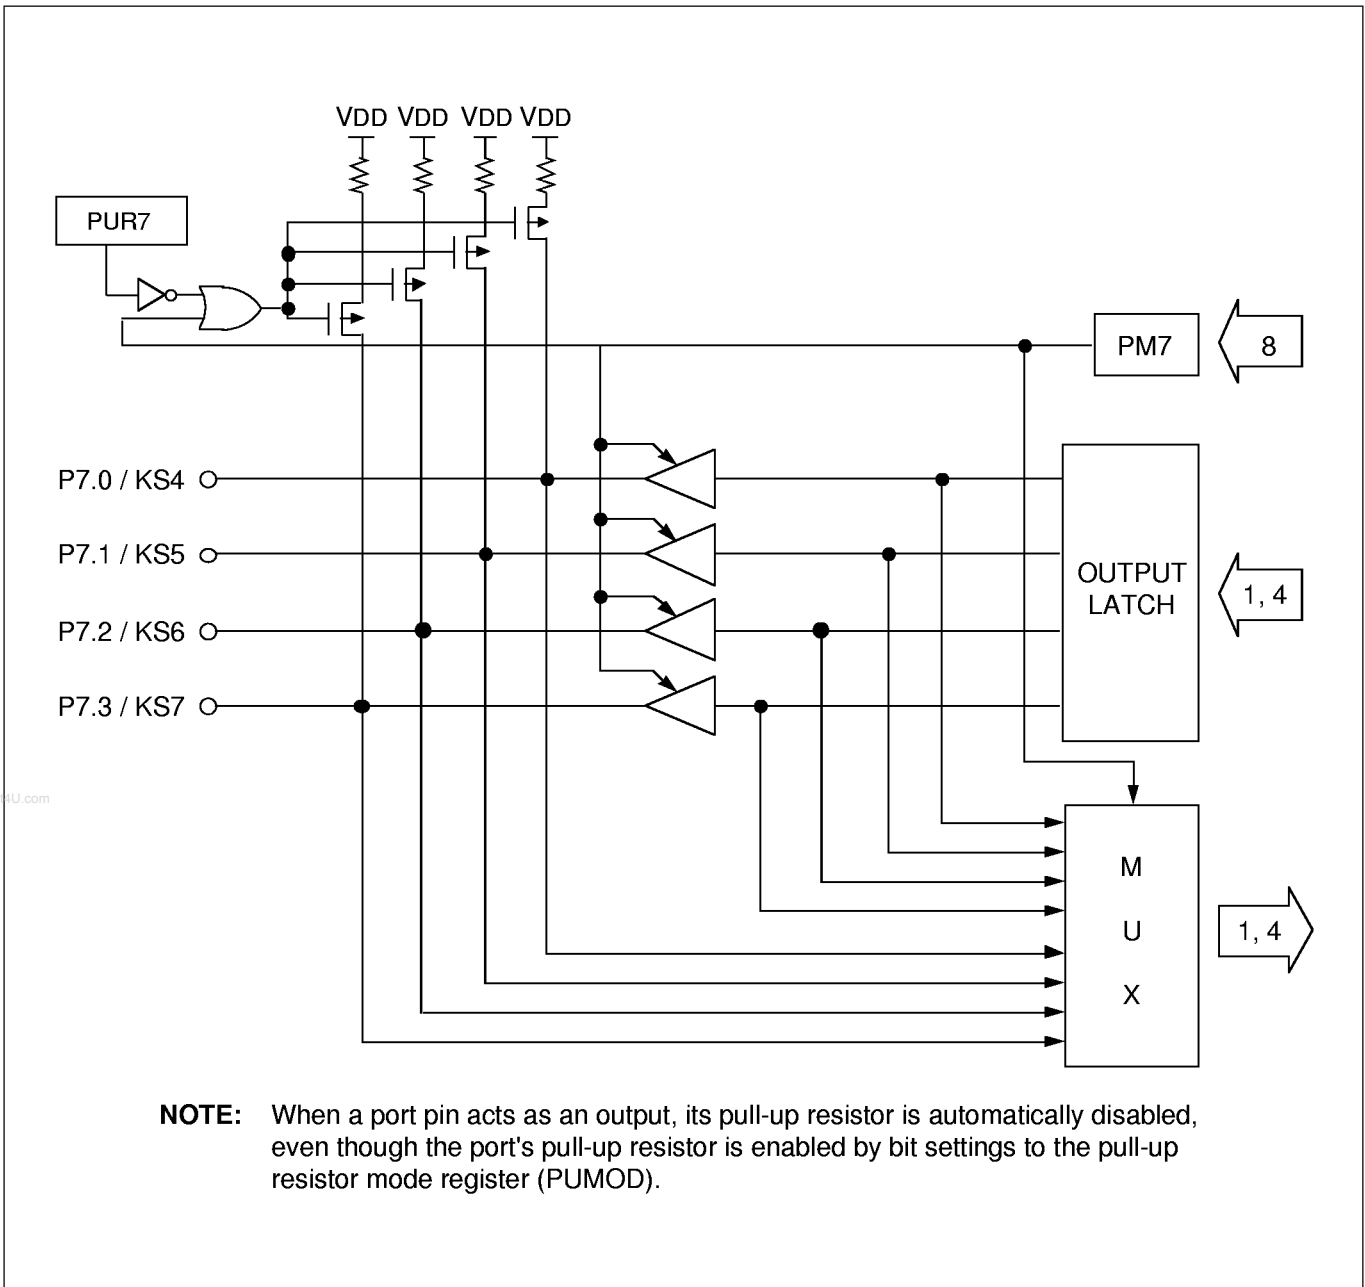 VDD VDD VDD VDD
PUR7
PM7
8
P7.0 / KS4
P7.1 / KS5
P7.2 / KS6
P7.3 / KS7
OUTPUT
LATCH
1, 4
t4U.com
M
U
X
1, 4
NOTE: When a port pin acts as an output, its pull-up resistor is automatically disabled,
even though the port's pull-up resistor is enabled by bit settings to the pull-up
resistor mode register (PUMOD).